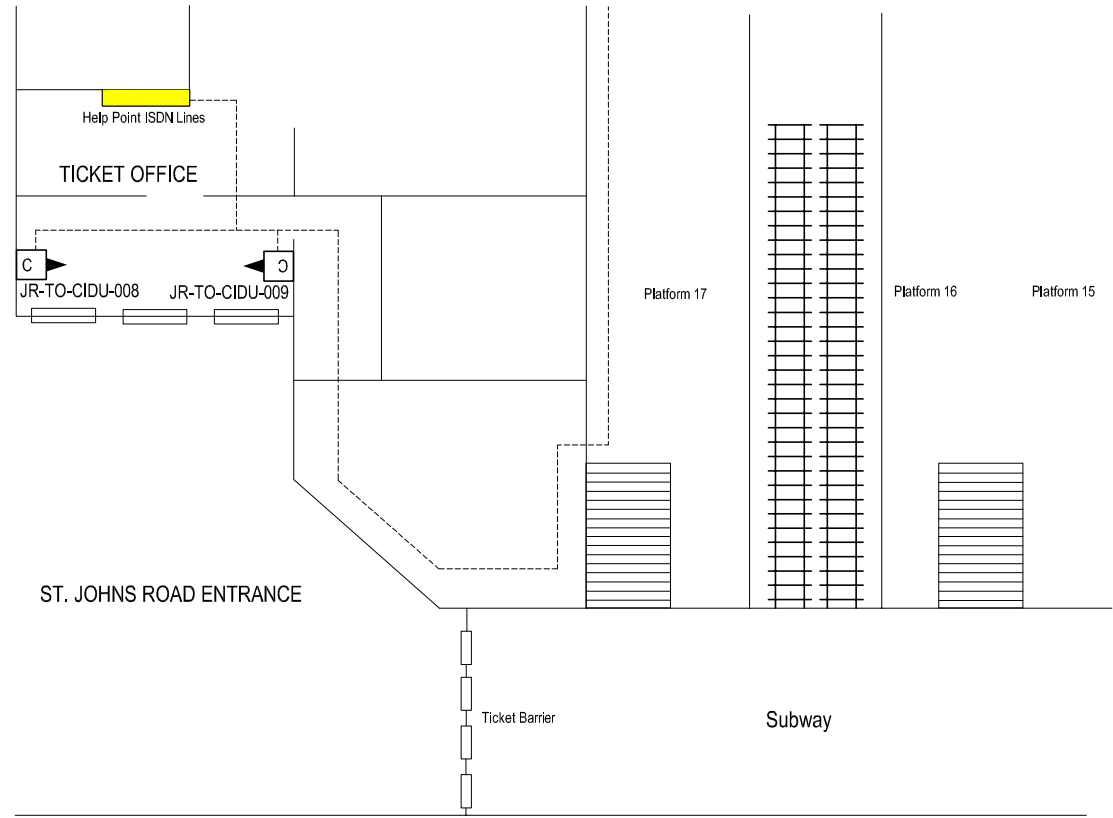 Help Point ISDN Lines
TICKET OFFICE
C
C
JR-TO-CIDU-008
JR-TO-CIDU-009
Platform 17
Platform 16
Platform 15
ST. JOHNS ROAD ENTRANCE
Ticket Barrier
Subway